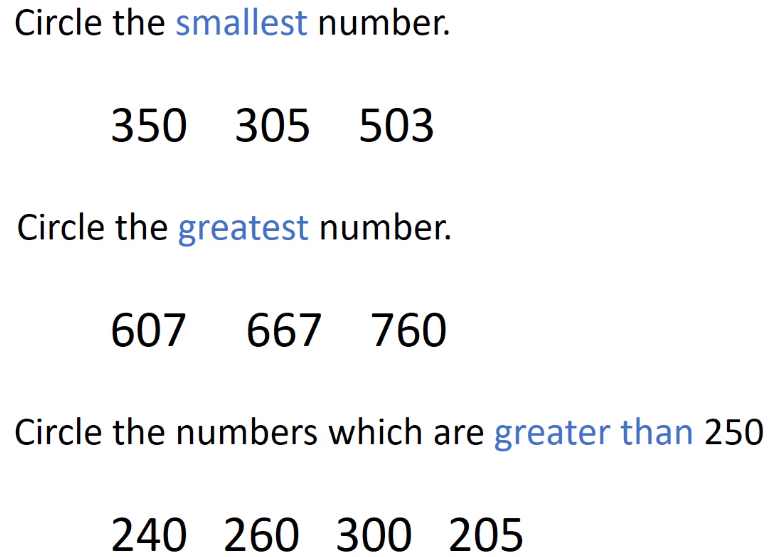 Circle the smallest number.
350 305 503
Circle the greatest number.
607 667 760
Circle the numbers which are greater than 250
240 260 300 205